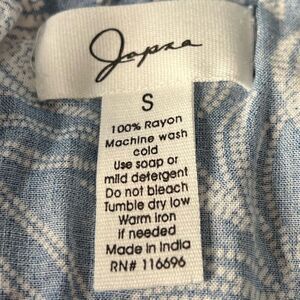 Japna
S
100% Rayon
Machine wash
cold
Use soap or
mild detergent
Do not bleach
Tumble dry low
Warm iron
if needed
Made in India
RN# 116696